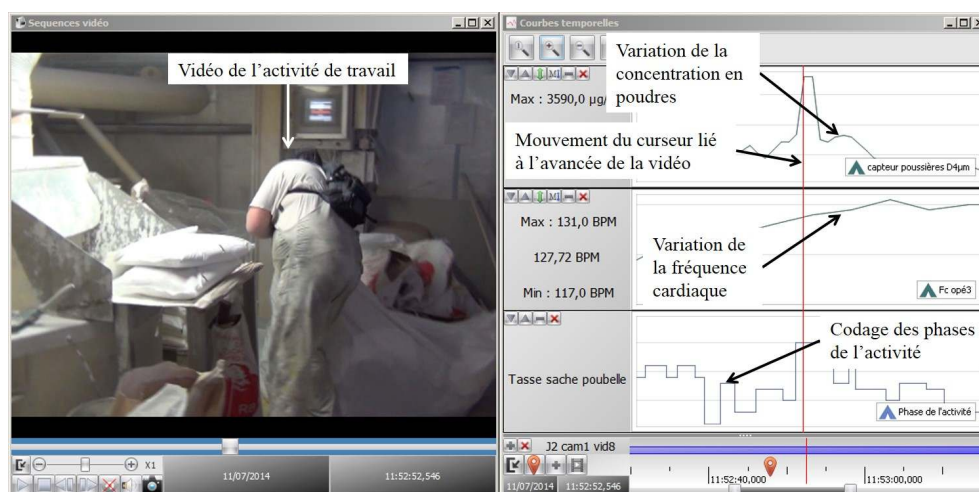 Sequences vidéo
Vidéo de l'activité de travail
X1
11/07/2014
11:52:52,546
Courbes temporelles
Variation de la
concentration en
poudres
Max : 3590,0 µg/
Mouvement du curseur lié
à l'avancée de la vidéo
capteur poussières D4µm
Max : 131,0 BPM
127,72 BPM
Min : 117,0 BPM
Variation de
la fréquence
cardiaque
Fc opé3
Codage des phases
de l'activité
Tasse sache poubelle
Phase de l'activité
J2 cam1 vid8
11/07/2014
11:52:52,546
11:52:40,000
11:53:00,000